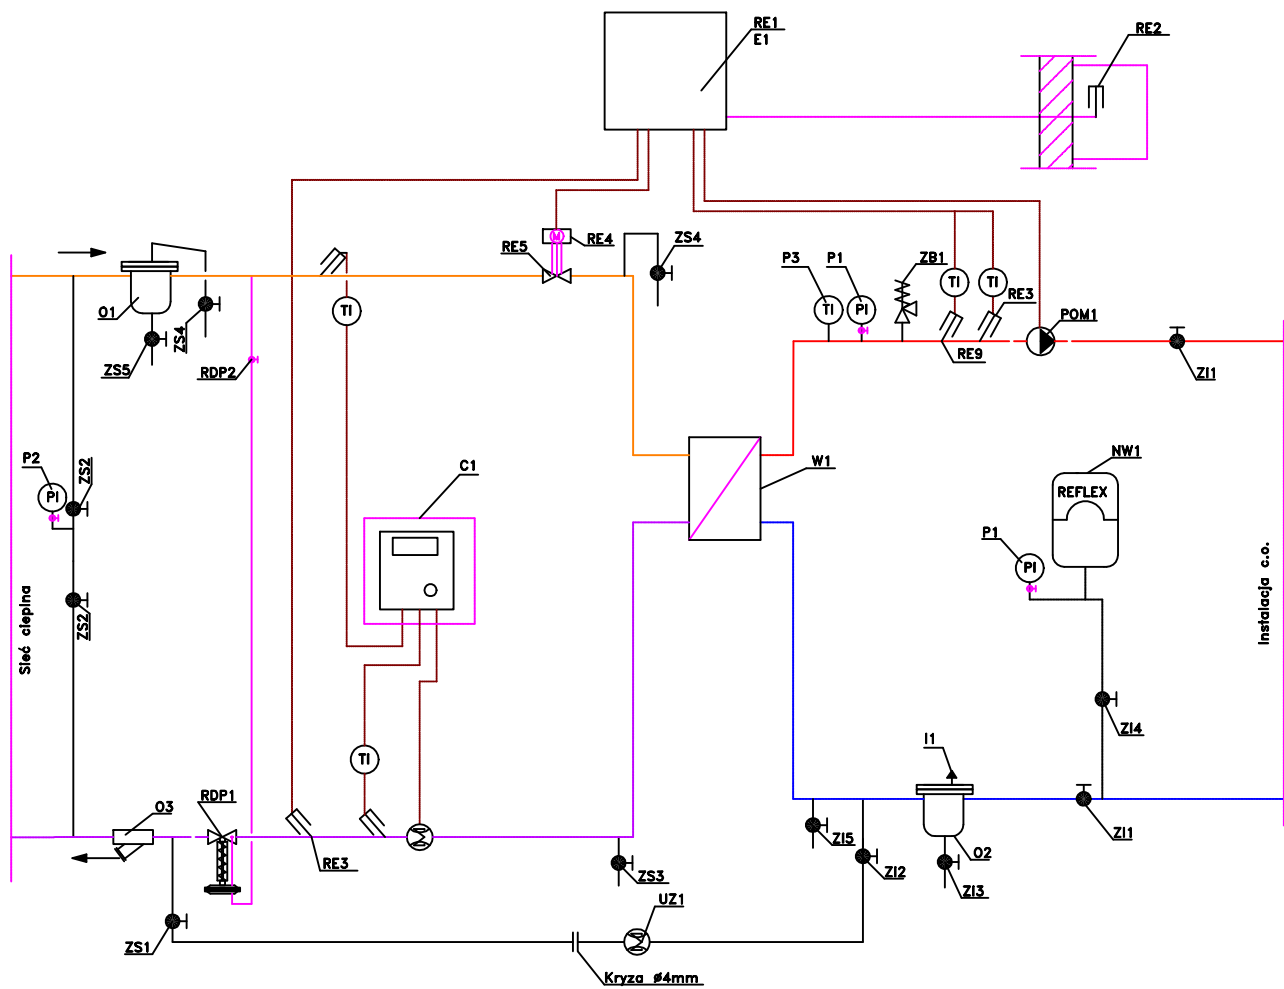 RE1
E1
RE2
ZS4
RE4
RE5
M
P3
P1
ZB1
TI
TI
RE3
TI
PI
POM1
RE9
ZI1
O1
ZS4
ZS5
RDP2
TI
P2
ZS2
PI
C1
W1
NW1
REFLEX
P1
PI
ZS2
Sieć cieplna
Instalacja c.o.
ZI4
I1
TI
RDP1
O3
RE3
ZS3
ZI5
ZI2
O2
ZI3
ZI1
UZ1
ZS1
Kryza Ø4mm